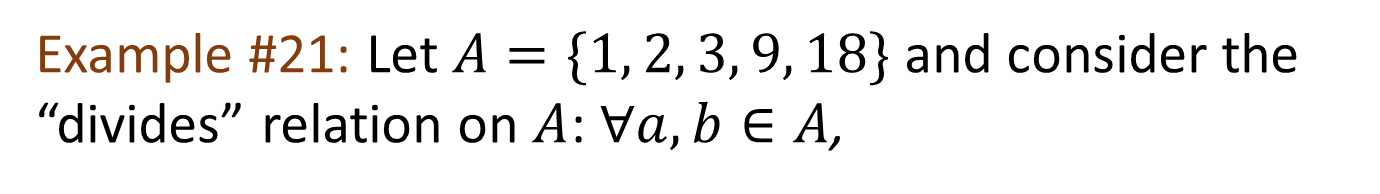 Example #21: Let A = {1, 2, 3, 9, 18} and consider the
“divides” relation on A: ∀a, b ∈ A,